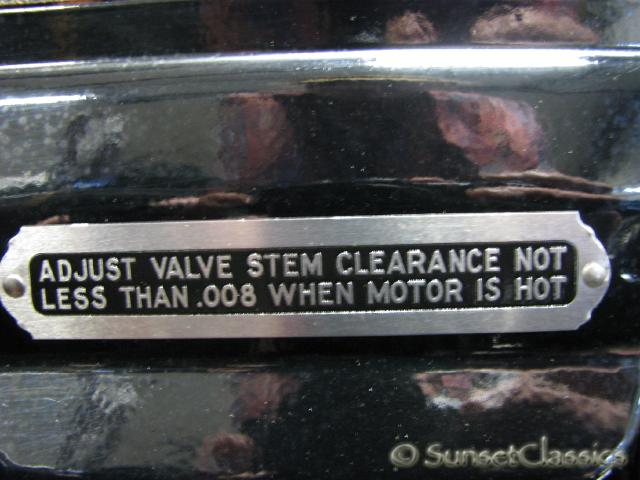 ADJUST VALVE STEM CLEARANCE NOT
LESS THAN .008 WHEN MOTOR IS HOT
© SunsetClassics